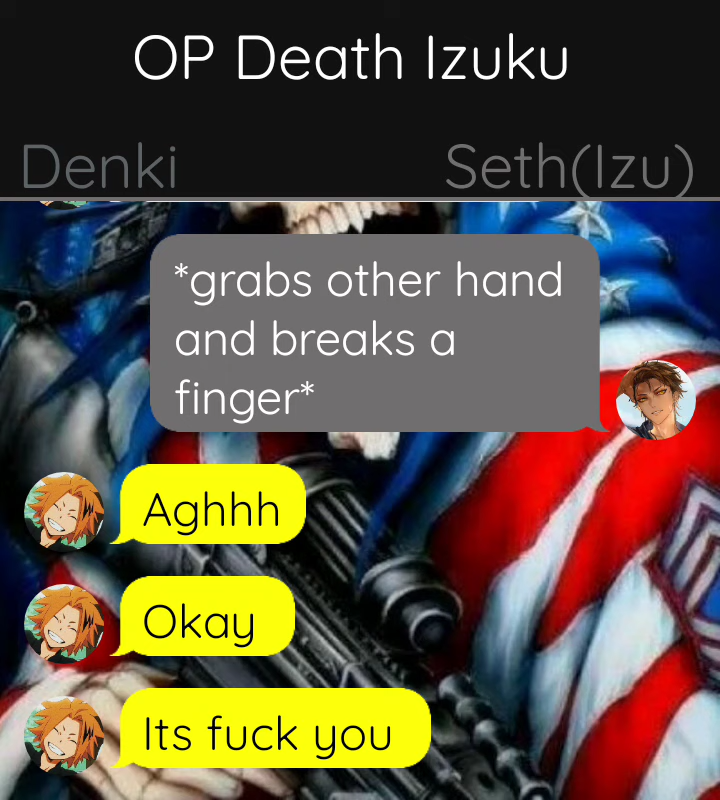 OP Death Izuku
Denki
Seth(Izu)
*grabs other hand
and breaks a
finger*
Aghhh
Okay
Its fuck you